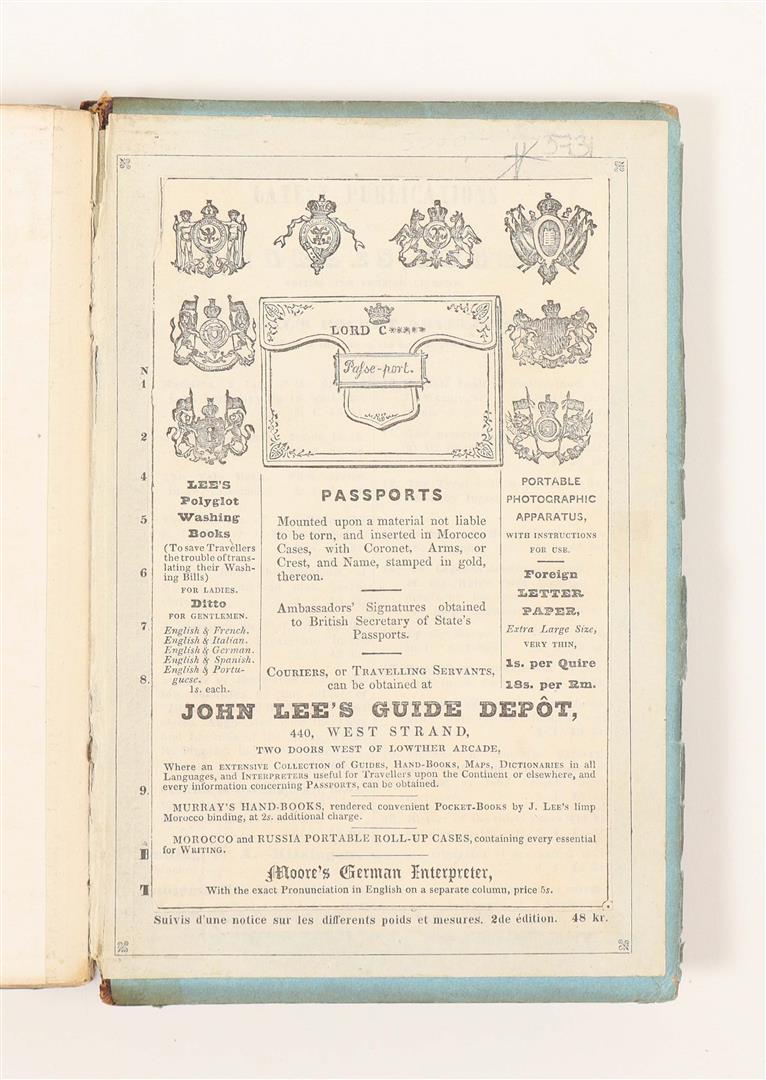 5731
LORD C*****
Passe-port.
N
1
2
4
5
6
7.
8.
9.
LEE'S
Polyglot
Washing
Books
(To save Travellers
the trouble of trans-
lating their Wash-
ing Bills)
FOR LADIES.
Ditto
FOR GENTLEMEN.
English & French.
English & Italian.
English & German.
English & Spanish.
English & Portu-
guese.
1s. each.
PASSPORTS
Mounted upon a material not liable
to be torn, and inserted in Morocco
Cases, with Coronet, Arms, or
Crest, and Name, stamped in gold,
thereon.
Ambassadors' Signatures obtained
to British Secretary of State's
Passports.
COURIERS, OR TRAVELLING SERVANTS,
can be obtained at
PORTABLE
PHOTOGRAPHIC
APPARATUS,
WITH INSTRUCTIONS
FOR USE.
Foreign
LETTER
PAPER,
Extra Large Size,
VERY THIN,
1s. per Quire
18s. per Rm.
JOHN LEE'S GUIDE DEPÔT,
440, WEST STRAND,
TWO DOORS WEST OF LOWTHER ARCADE,
Where an EXTENSIVE COLLECTION OF GUIDES, HAND-BOOKS, MAPS, DICTIONARIES in all
Languages, and INTERPRETERS useful for Travellers upon the Continent or elsewhere, and
every information concerning PASSPORTS, can be obtained.
MURRAY'S HAND-BOOKS, rendered convenient POCKET-BOOKS by J. LEE'S limp
Morocco binding, at 2s. additional charge.
MOROCCO and RUSSIA PORTABLE ROLL-UP CASES, containing every essential
for WRITING.
Moore's German Interpreter,
With the exact Pronunciation in English on a separate column, price 5s.
Suivis d'une notice sur les differents poids et mesures. 2de édition. 48 kr.